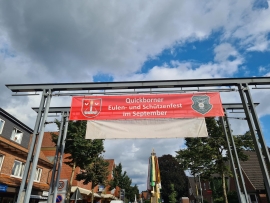 Quickborner
Eulen- und Schützenfest
im September